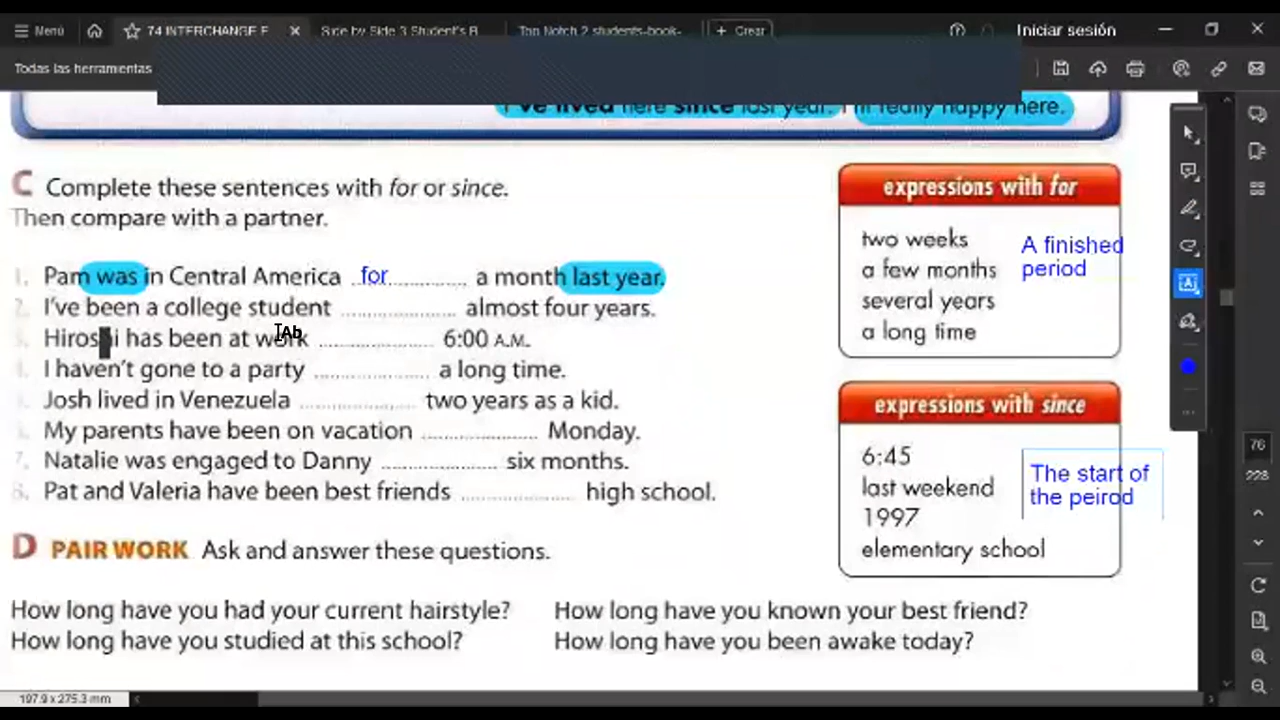 Menú
74 INTERCHANGE F
Side by Side 3 Student's B
Top Notch 2 students-book-
+ Crear
Iniciar sesión
Todas las herramientas
I've lived here since last year. I'm really happy here.
C Complete these sentences with for or since.
Then compare with a partner.
1. Pam was in Central America for a month last year.
2. I've been a college student .................... almost four years.
3. Hiroshi has been at work .................... 6:00 A.M.
4. I haven't gone to a party .................... a long time.
5. Josh lived in Venezuela .................... two years as a kid.
6. My parents have been on vacation .................... Monday.
7. Natalie was engaged to Danny .................... six months.
8. Pat and Valeria have been best friends .................... high school.
expressions with for
two weeks
a few months
several years
a long time
A finished
period
expressions with since
6:45
last weekend
1997
elementary school
The start of
the peirod
D PAIR WORK Ask and answer these questions.
How long have you had your current hairstyle?
How long have you studied at this school?
How long have you known your best friend?
How long have you been awake today?
76
228
197.9 x 275.3 mm